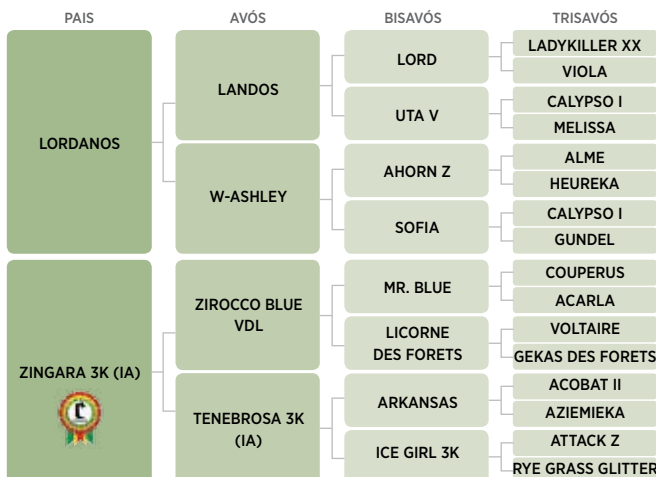 PAIS
AVÓS
BISAVÓS
TRISAVÓS
LORDANOS
LANDOS
LORD
LADYKILLER XX
VIOLA
UTA V
CALYPSO I
MELISSA
W-ASHLEY
AHORN Z
ALME
HEUREKA
SOFIA
CALYPSO I
GUNDEL
ZINGARA 3K (IA)
ZIROCCO BLUE
VDL
MR. BLUE
COUPERUS
ACARLA
LICORNE
DES FORETS
VOLTAIRE
GEKAS DES FORETS
TENEBROSA 3K
(IA)
ARKANSAS
ACOBAT II
AZIEMIEKA
ICE GIRL 3K
ATTACK Z
RYE GRASS GLITTER